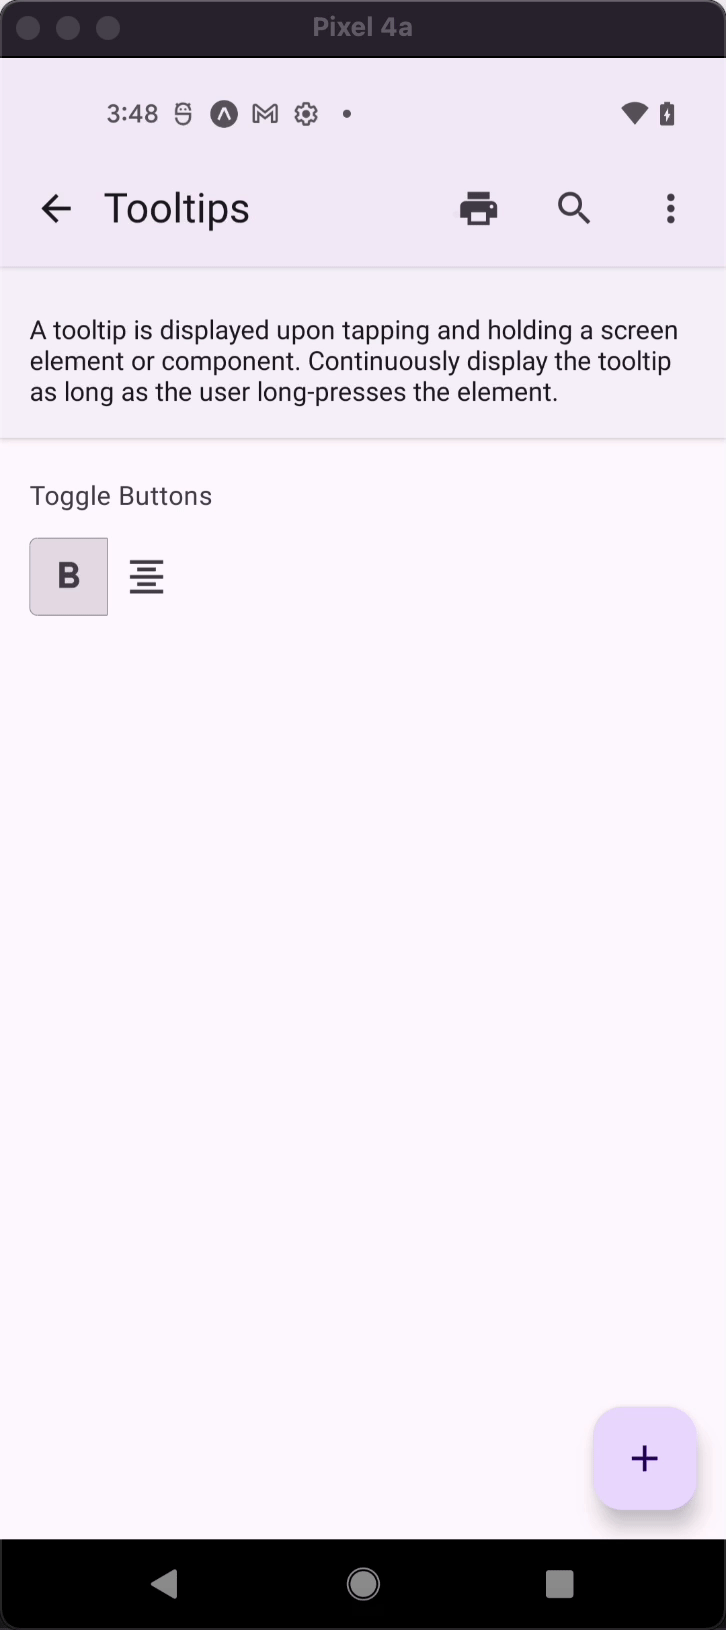 Pixel 4a
3:48
Tooltips
A tooltip is displayed upon tapping and holding a screen
element or component. Continuously display the tooltip
as long as the user long-presses the element.
Toggle Buttons
B